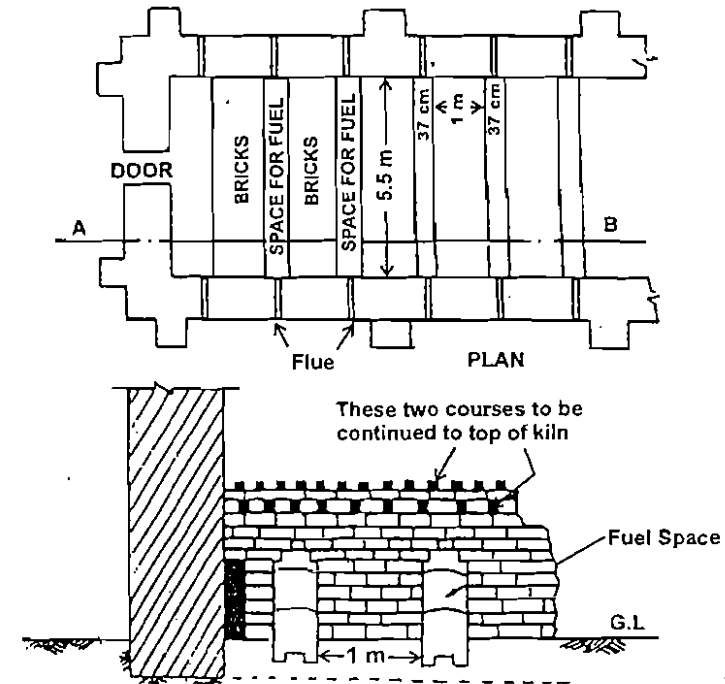 DOOR
BRICKS
SPACE FOR FUEL
BRICKS
SPACE FOR FUEL
5.5 m
37 cm
1 m
37 cm
A
B
Flue
PLAN
These two courses to be
continued to top of kiln
Fuel Space
G.L
1 m